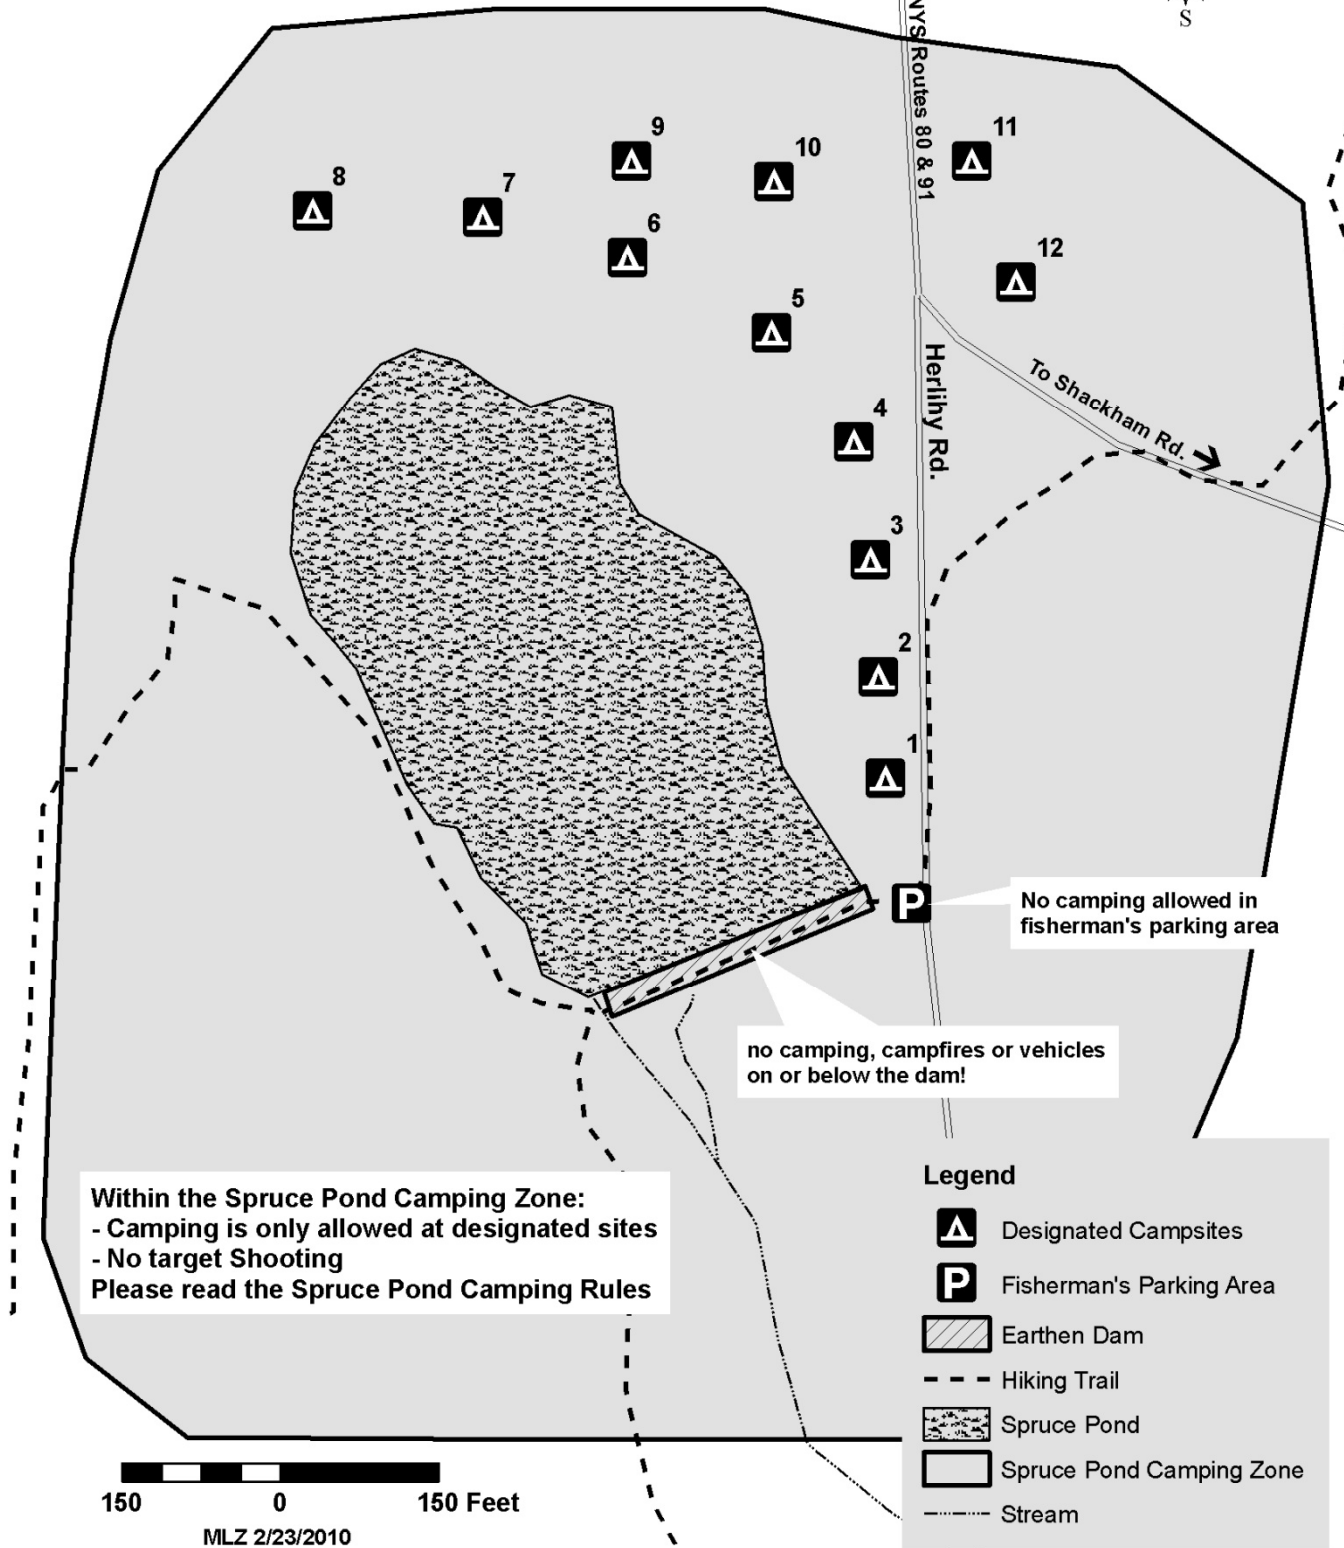 S
NYS Routes 80 & 91
9
10
11
8
7
6
12
5
Herlihy Rd.
To Shackham Rd.
4
3
2
1
P
No camping allowed in
fisherman's parking area
no camping, campfires or vehicles
on or below the dam!
Within the Spruce Pond Camping Zone:
- Camping is only allowed at designated sites
- No target Shooting
Please read the Spruce Pond Camping Rules
Legend
Designated Campsites
P Fisherman's Parking Area
Earthen Dam
Hiking Trail
Spruce Pond
Spruce Pond Camping Zone
Stream
150 0 150 Feet
MLZ 2/23/2010